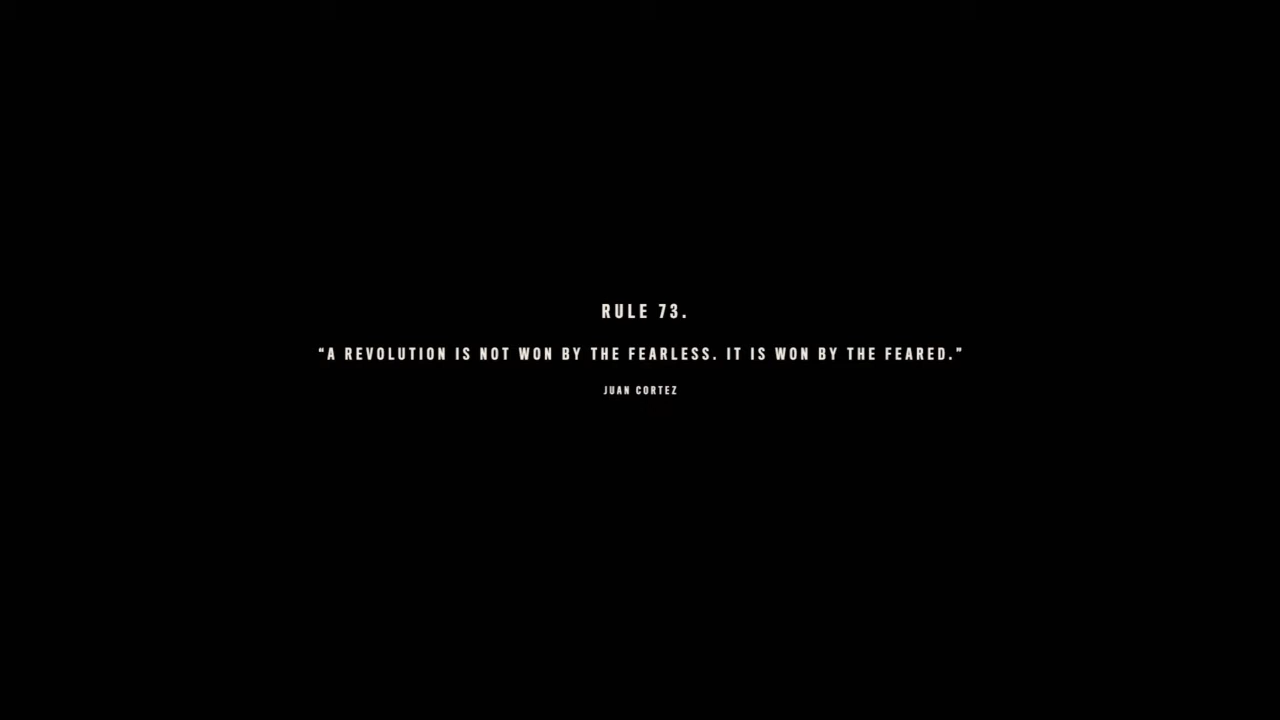 RULE 73.
“A REVOLUTION IS NOT WON BY THE FEARLESS. IT IS WON BY THE FEARED.”
JUAN CORTEZ